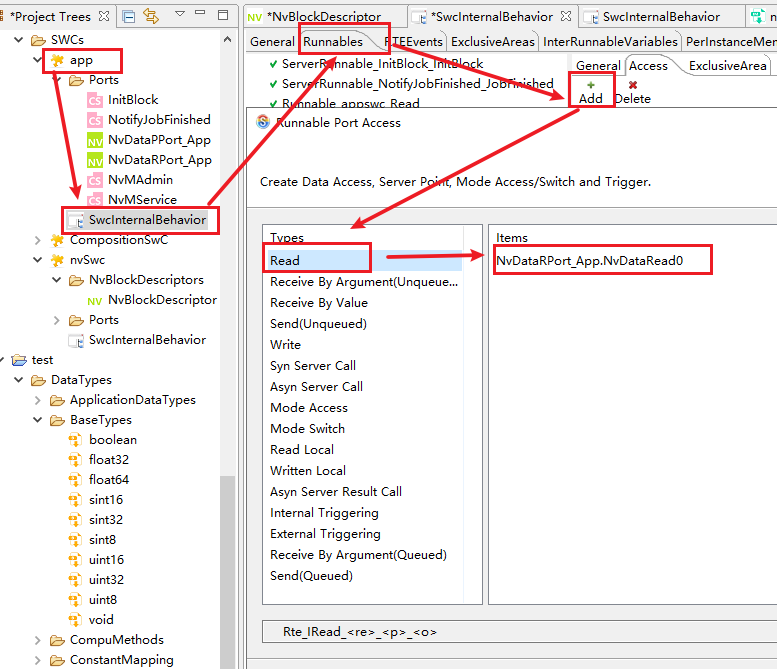 *Project Trees
SWCs
app
Ports
InitBlock
NotifyJobFinished
NvDataPPort_App
NvDataRPort_App
NvMAdmin
NvMService
SwcInternalBehavior
CompositionSwC
nvSwc
NvBlockDescriptors
NvBlockDescriptor
Ports
SwcInternalBehavior
test
DataTypes
ApplicationDataTypes
BaseTypes
boolean
float32
float64
sint16
sint32
sint8
uint16
uint32
uint8
void
CompuMethods
ConstantMapping
*NvBlockDescriptor
*SwcInternalBehavior
SwcInternalBehavior
General
Runnables
RTEEvents
ExclusiveAreas
InterRunnableVariables
PerInstanceMem
ServerRunnable_InitBlock_InitBlock
ServerRunnable_NotifyJobFinished_JobFinished
Runnable_appswc_Read
General
Access
ExclusiveArea
Add
Delete
Runnable Port Access
Create Data Access, Server Point, Mode Access/Switch and Trigger.
Types
Read
Receive By Argument(Unqueue...
Receive By Value
Send(Unqueued)
Write
Syn Server Call
Asyn Server Call
Mode Access
Mode Switch
Read Local
Written Local
Asyn Server Result Call
Internal Triggering
External Triggering
Receive By Argument(Queued)
Send(Queued)
Items
NvDataRPort_App.NvDataRead0
Rte_IRead_<re>_<p>_<o>